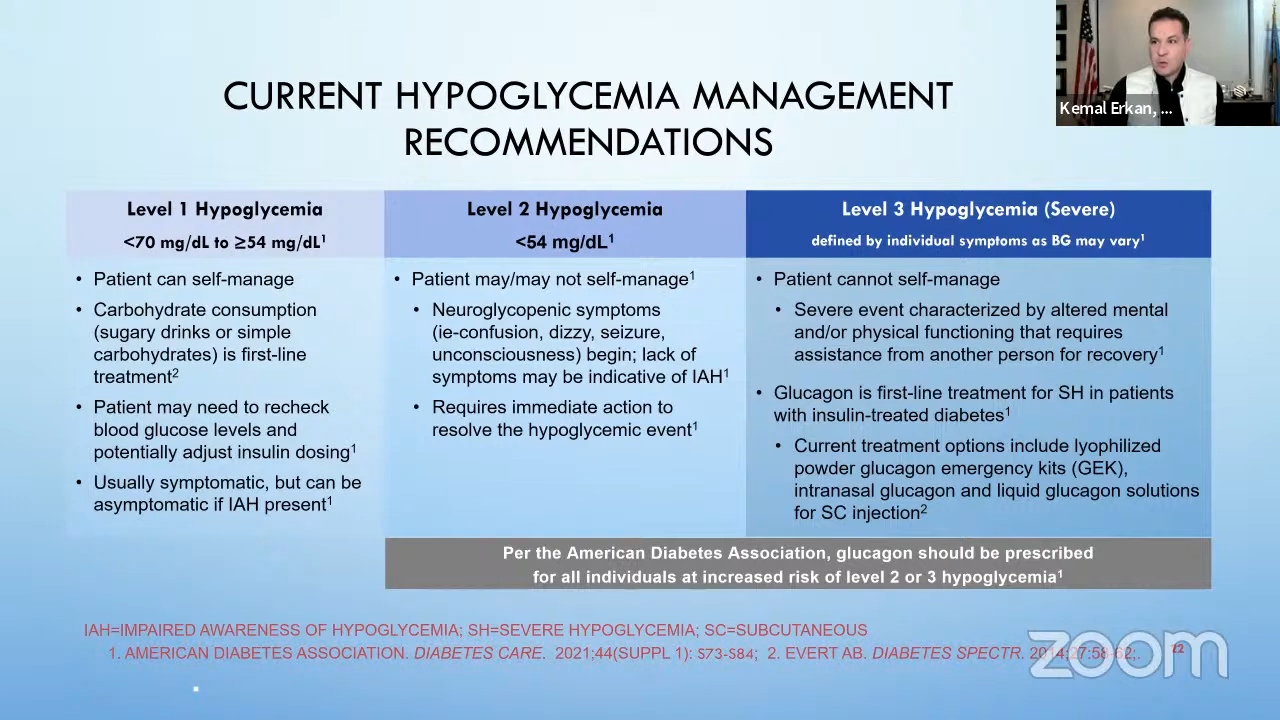 Kemal Erkan, ...
CURRENT HYPOGLYCEMIA MANAGEMENT
RECOMMENDATIONS
Level 1 Hypoglycemia
<70 mg/dL to ≥54 mg/dL¹
• Patient can self-manage
• Carbohydrate consumption
(sugary drinks or simple
carbohydrates) is first-line
treatment²
• Patient may need to recheck
blood glucose levels and
potentially adjust insulin dosing¹
• Usually symptomatic, but can be
asymptomatic if IAH present¹
Level 2 Hypoglycemia
<54 mg/dL¹
• Patient may/may not self-manage¹
• Neuroglycopenic symptoms
(ie-confusion, dizzy, seizure,
unconsciousness) begin; lack of
symptoms may be indicative of IAH¹
• Requires immediate action to
resolve the hypoglycemic event¹
Level 3 Hypoglycemia (Severe)
defined by individual symptoms as BG may vary¹
• Patient cannot self-manage
• Severe event characterized by altered mental
and/or physical functioning that requires
assistance from another person for recovery¹
• Glucagon is first-line treatment for SH in patients
with insulin-treated diabetes¹
• Current treatment options include lyophilized
powder glucagon emergency kits (GEK),
intranasal glucagon and liquid glucagon solutions
for SC injection²
Per the American Diabetes Association, glucagon should be prescribed
for all individuals at increased risk of level 2 or 3 hypoglycemia¹
IAH=IMPAIRED AWARENESS OF HYPOGLYCEMIA; SH=SEVERE HYPOGLYCEMIA; SC=SUBCUTANEOUS
1. AMERICAN DIABETES ASSOCIATION. DIABETES CARE. 2021;44(SUPPL 1): S73-S84; 2. EVERT AB. DIABETES SPECTR. 2014;27:58-62;.
22
zoom